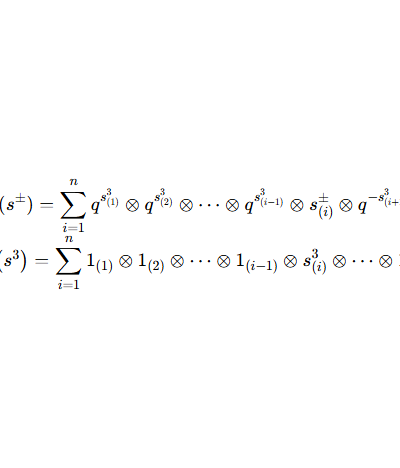 (s^±) = \sum_{i=1}^{n} q^{s^3_{(1)}} ⊗ q^{s^3_{(2)}} ⊗ ⋯ ⊗ q^{s^3_{(i−1)}} ⊗ s^±_{(i)} ⊗ q^{−s^3_{(i+
(s^3) = \sum_{i=1}^{n} 1_{(1)} ⊗ 1_{(2)} ⊗ ⋯ ⊗ 1_{(i−1)} ⊗ s^3_{(i)} ⊗ ⋯ ⊗